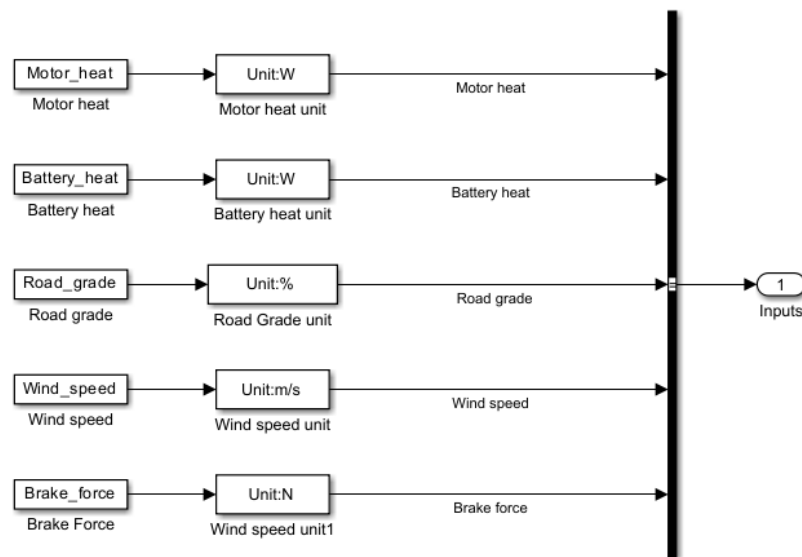 Motor_heat
Motor heat
Unit:W
Motor heat unit
Motor heat
Battery_heat
Battery heat
Unit:W
Battery heat unit
Battery heat
Road_grade
Road grade
Unit:%
Road Grade unit
Road grade
1
Inputs
Wind_speed
Wind speed
Unit:m/s
Wind speed unit
Wind speed
Brake_force
Brake Force
Unit:N
Wind speed unit1
Brake force